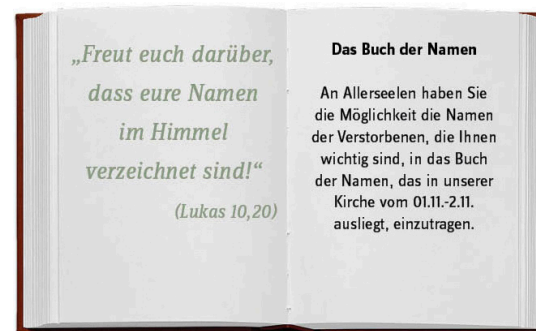 „Freut euch darüber,
dass eure Namen
im Himmel
verzeichnet sind!“
(Lukas 10,20)
Das Buch der Namen
An Allerseelen haben Sie
die Möglichkeit die Namen
der Verstorbenen, die Ihnen
wichtig sind, in das Buch
der Namen, das in unserer
Kirche vom 01.11.-2.11.
ausliegt, einzutragen.